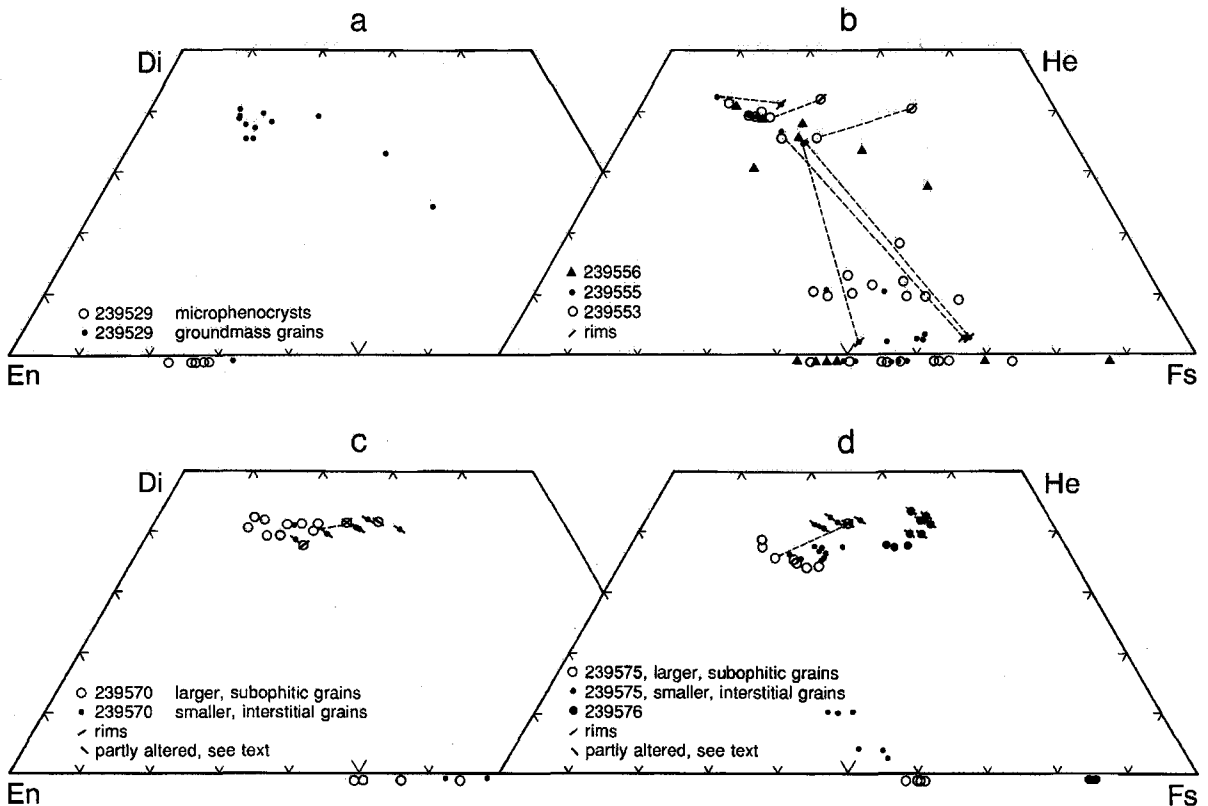 a
b
Di
He
○ 239529 microphenocrysts
• 239529 groundmass grains
▲ 239556
• 239555
○ 239553
rims
En
Fs
c
d
Di
He
○ 239570 larger, subophitic grains
• 239570 smaller, interstitial grains
rims
partly altered, see text
○ 239575, larger, subophitic grains
• 239575, smaller, interstitial grains
● 239576
rims
partly altered, see text
En
Fs